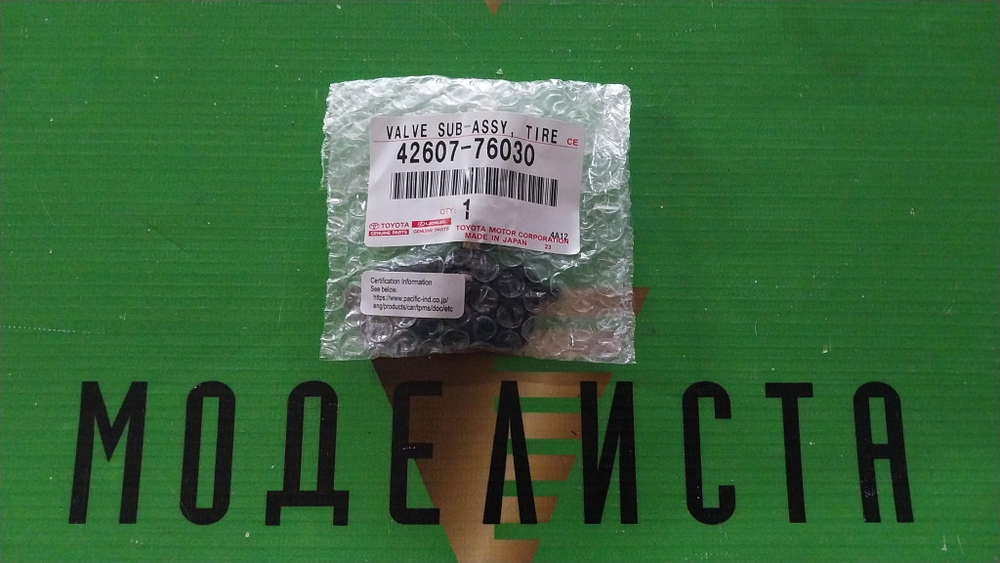 VALVE SUB-ASSY, TIRE CE
42607-76030
QTY: 1
TOYOTA LEXUS
GENUINE PARTS GENUINE PARTS
TOYOTA MOTOR CORPORATION 4A12
MADE IN JAPAN 23
Certification Information
See below.
https://www.pacific-ind.co.jp/
eng/products/car/tpms/doc/etc
МОДЕЛИСТА